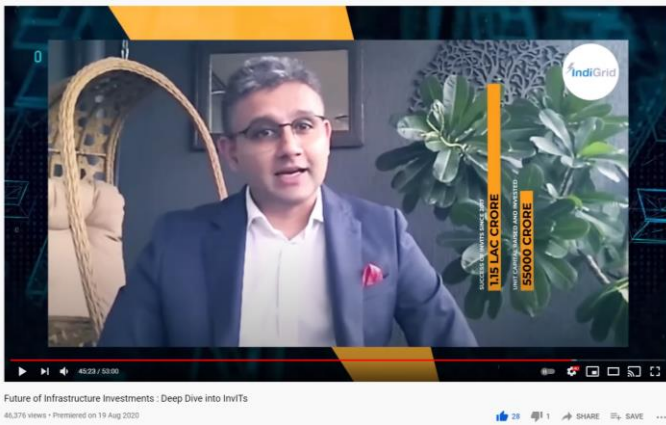 IndiGrid
SUCCESS OF INVITS SINCE 2017
1.15 LAC CRORE
UNIT CAPITAL RAISED AND INVESTED
55000 CRORE
45:23 / 53:00
Future of Infrastructure Investments : Deep Dive into InvITs
46,376 views • Premiered on 19 Aug 2020
28
1
SHARE
SAVE